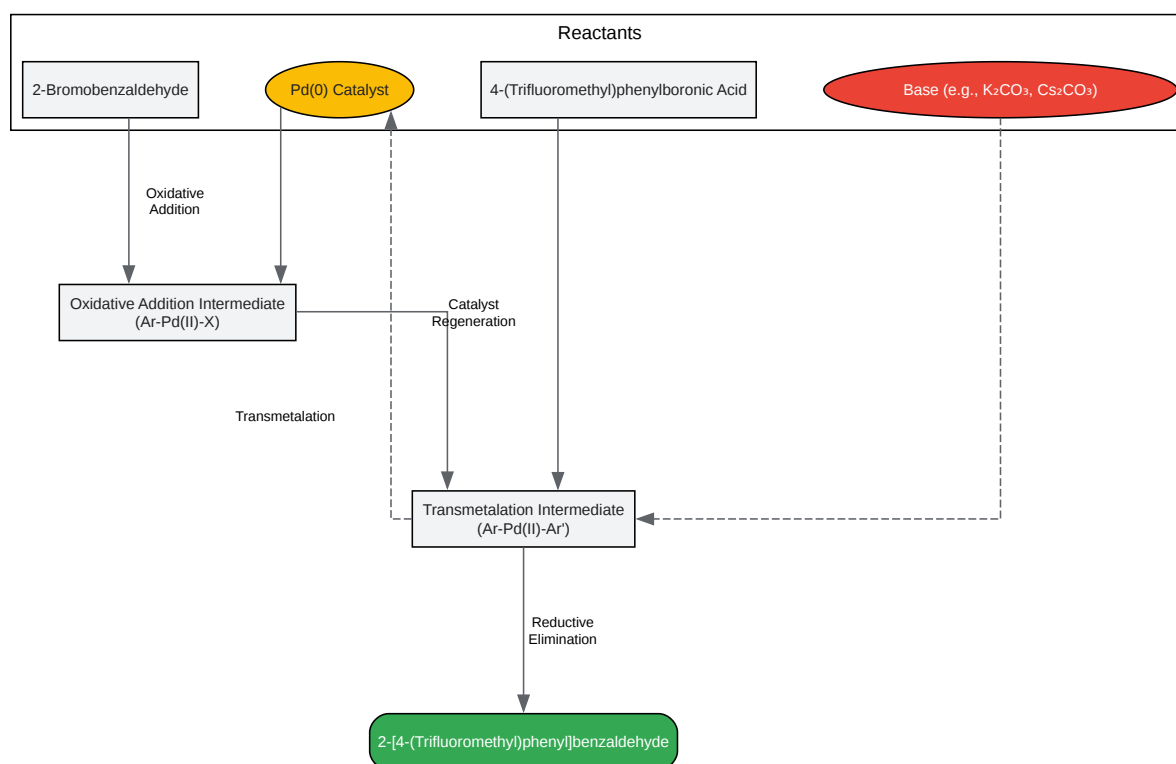 Reactants
2-Bromobenzaldehyde
Pd(0) Catalyst
4-(Trifluoromethyl)phenylboronic Acid
Base (e.g., K₂CO₃, Cs₂CO₃)
Oxidative
Addition
Oxidative Addition Intermediate
(Ar-Pd(II)-X)
Catalyst
Regeneration
Transmetalation
Transmetalation Intermediate
(Ar-Pd(II)-Ar')
Reductive
Elimination
2-[4-(Trifluoromethyl)phenyl]benzaldehyde